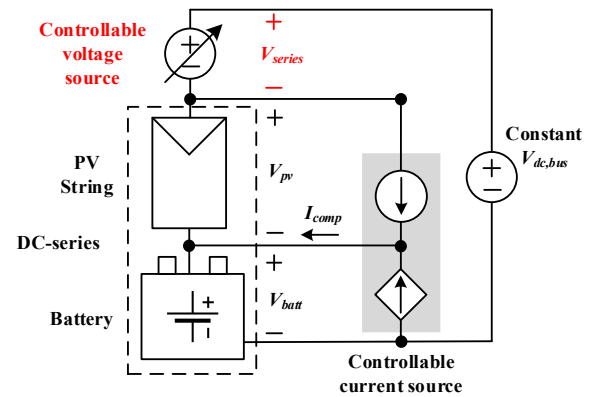 Controllable
voltage
source
+
−
+
V_series
−
PV
String
+
V_pv
−
Constant
V_dc,bus
+
−
I_comp
DC-series
+
V_batt
−
Battery
+
Controllable
current source